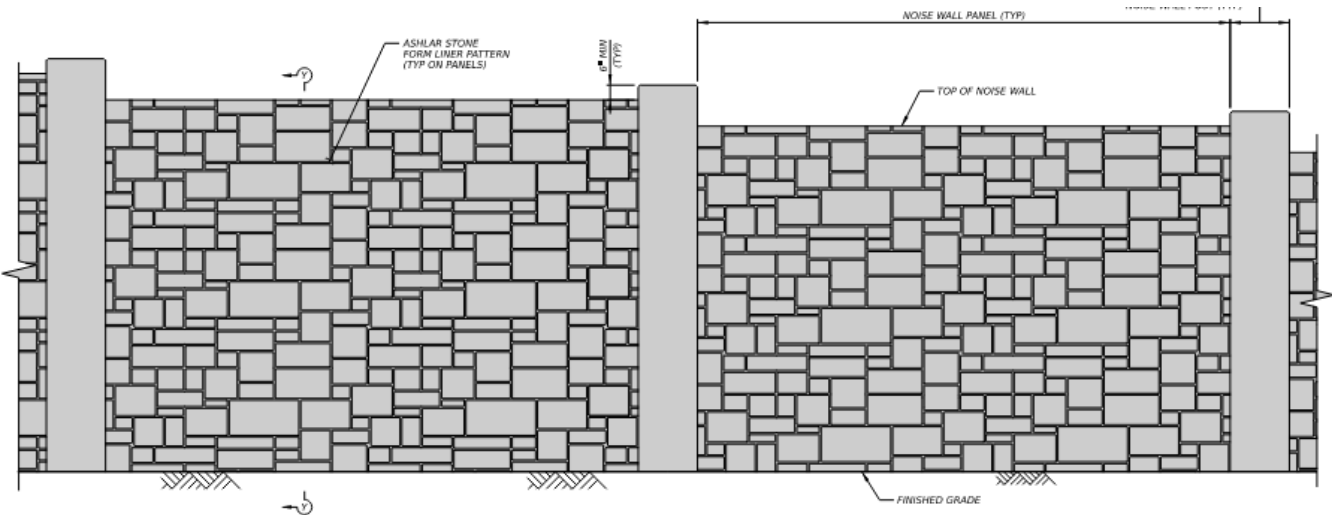 NOISE WALL PANEL (TYP)
ASHLAR STONE
FORM LINER PATTERN
(TYP ON PANELS)
6" MIN
(TYP)
Y
TOP OF NOISE WALL
FINISHED GRADE
Y